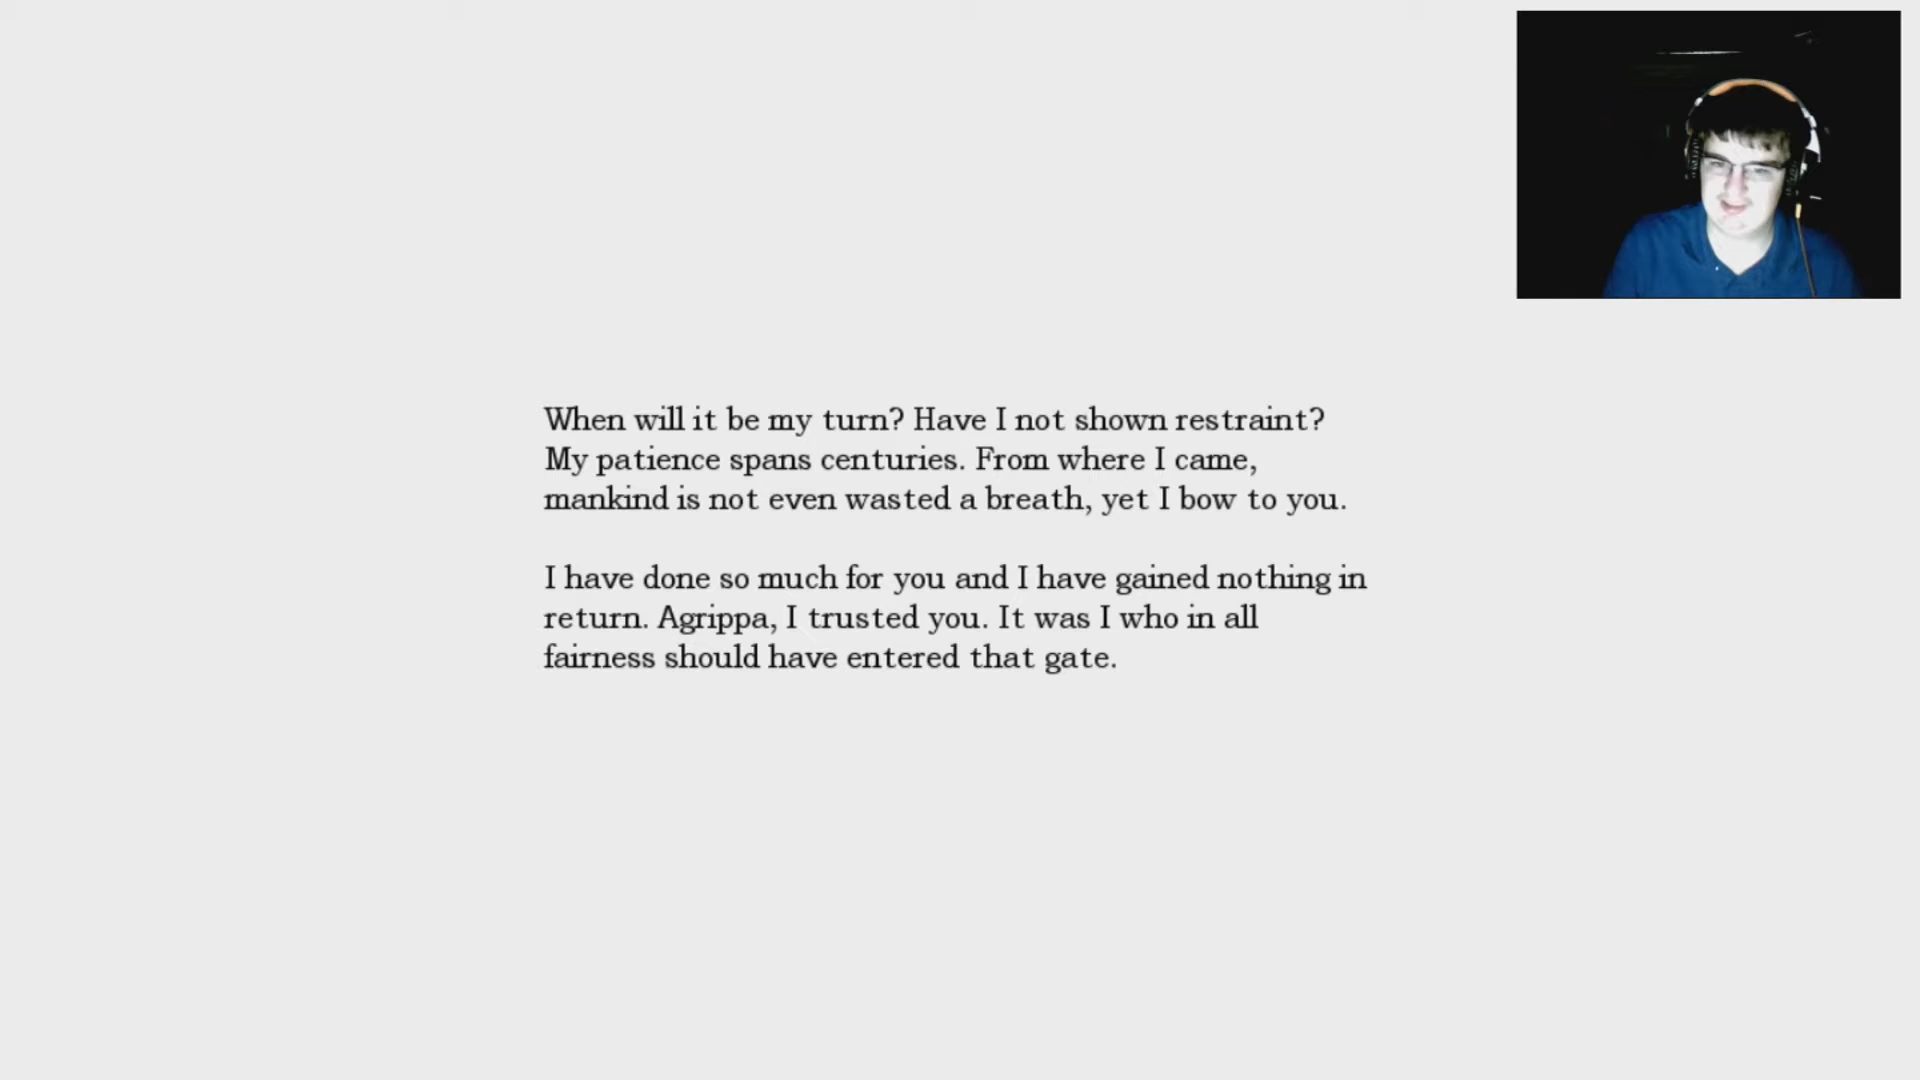 When will it be my turn? Have I not shown restraint?
My patience spans centuries. From where I came,
mankind is not even wasted a breath, yet I bow to you.
I have done so much for you and I have gained nothing in
return. Agrippa, I trusted you. It was I who in all
fairness should have entered that gate.